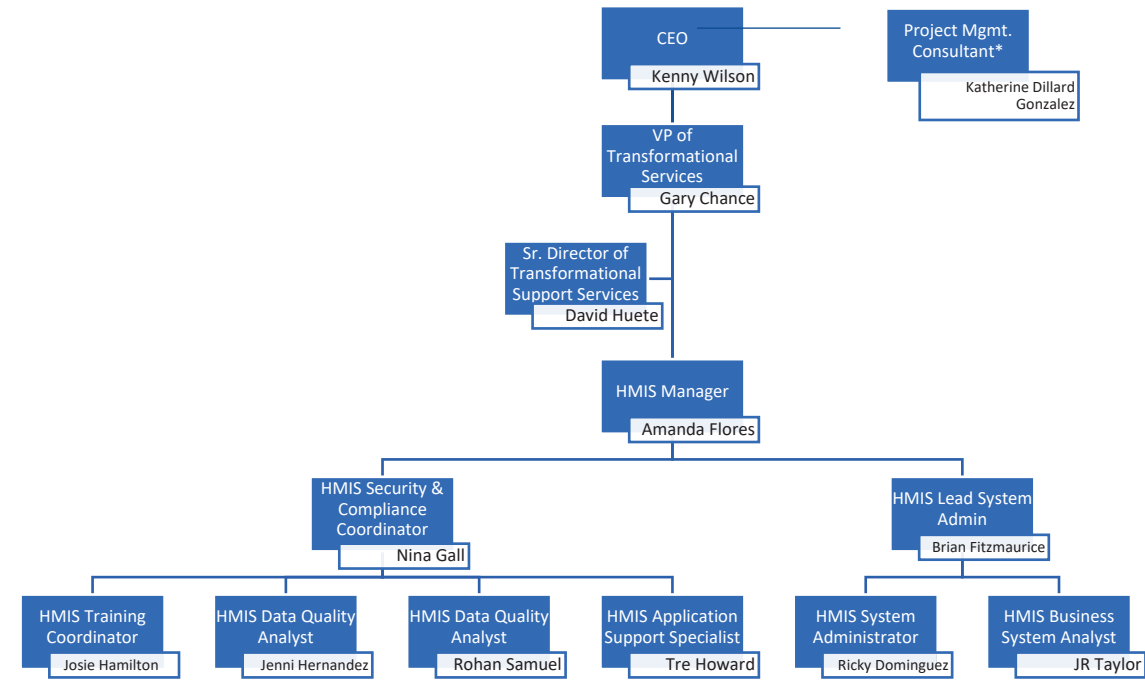 CEO
Kenny Wilson
Project Mgmt.
Consultant*
Katherine Dillard
Gonzalez
VP of
Transformational
Services
Gary Chance
Sr. Director of
Transformational
Support Services
David Huete
HMIS Manager
Amanda Flores
HMIS Security &
Compliance
Coordinator
Nina Gall
HMIS Lead System
Admin
Brian Fitzmaurice
HMIS Training
Coordinator
Josie Hamilton
HMIS Data Quality
Analyst
Jenni Hernandez
HMIS Data Quality
Analyst
Rohan Samuel
HMIS Application
Support Specialist
Tre Howard
HMIS System
Administrator
Ricky Dominguez
HMIS Business
System Analyst
JR Taylor